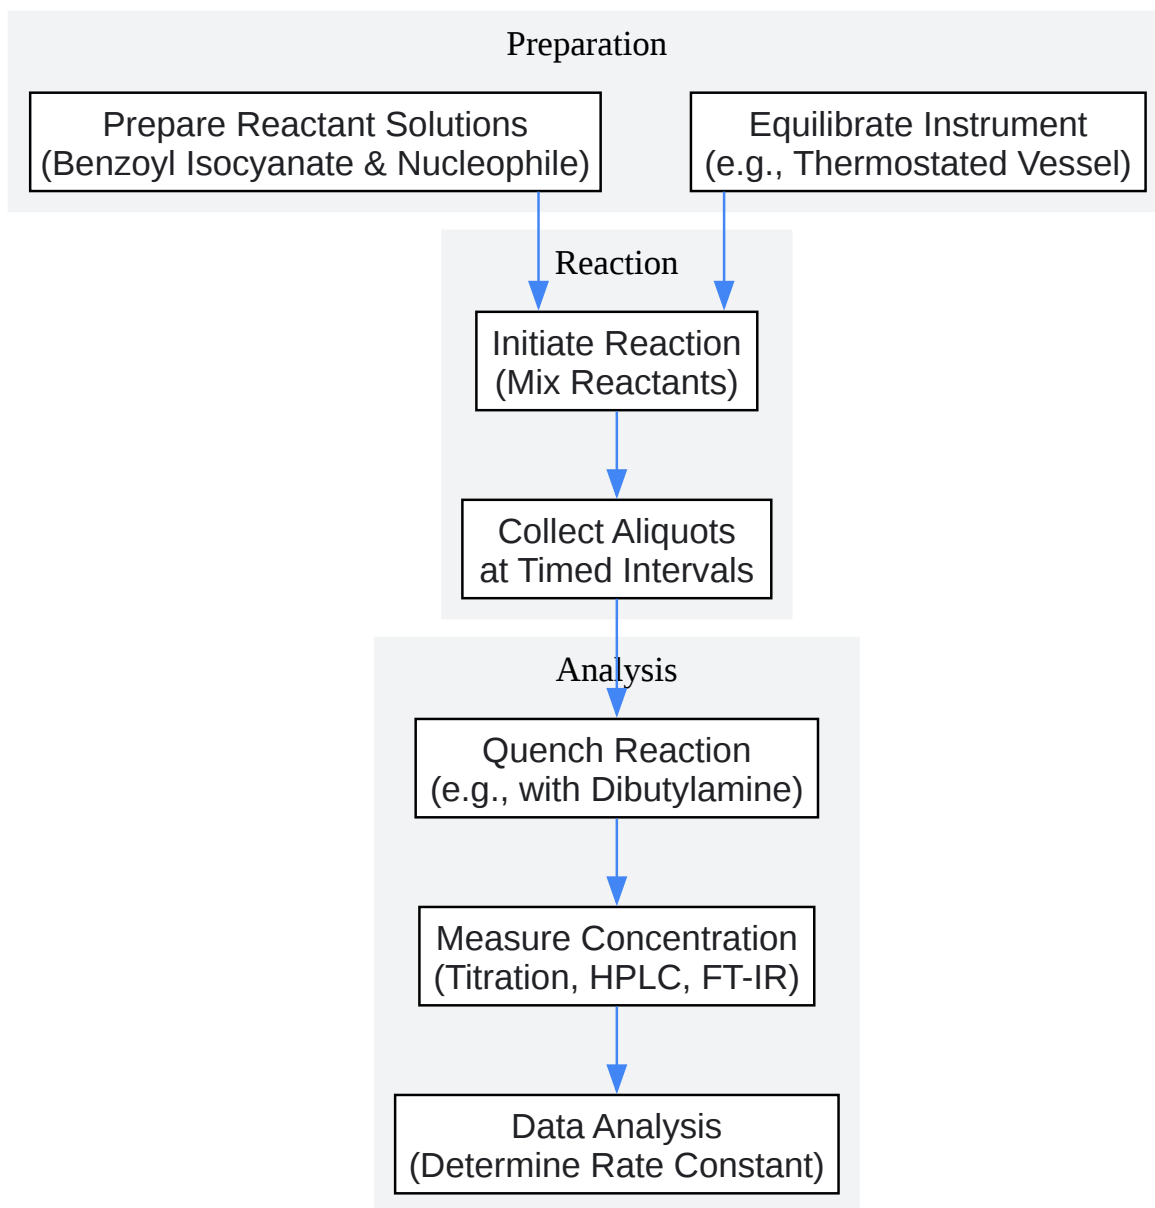 Preparation
Prepare Reactant Solutions
(Benzoyl Isocyanate & Nucleophile)
Equilibrate Instrument
(e.g., Thermostated Vessel)
Reaction
Initiate Reaction
(Mix Reactants)
Collect Aliquots
at Timed Intervals
Analysis
Quench Reaction
(e.g., with Dibutylamine)
Measure Concentration
(Titration, HPLC, FT-IR)
Data Analysis
(Determine Rate Constant)